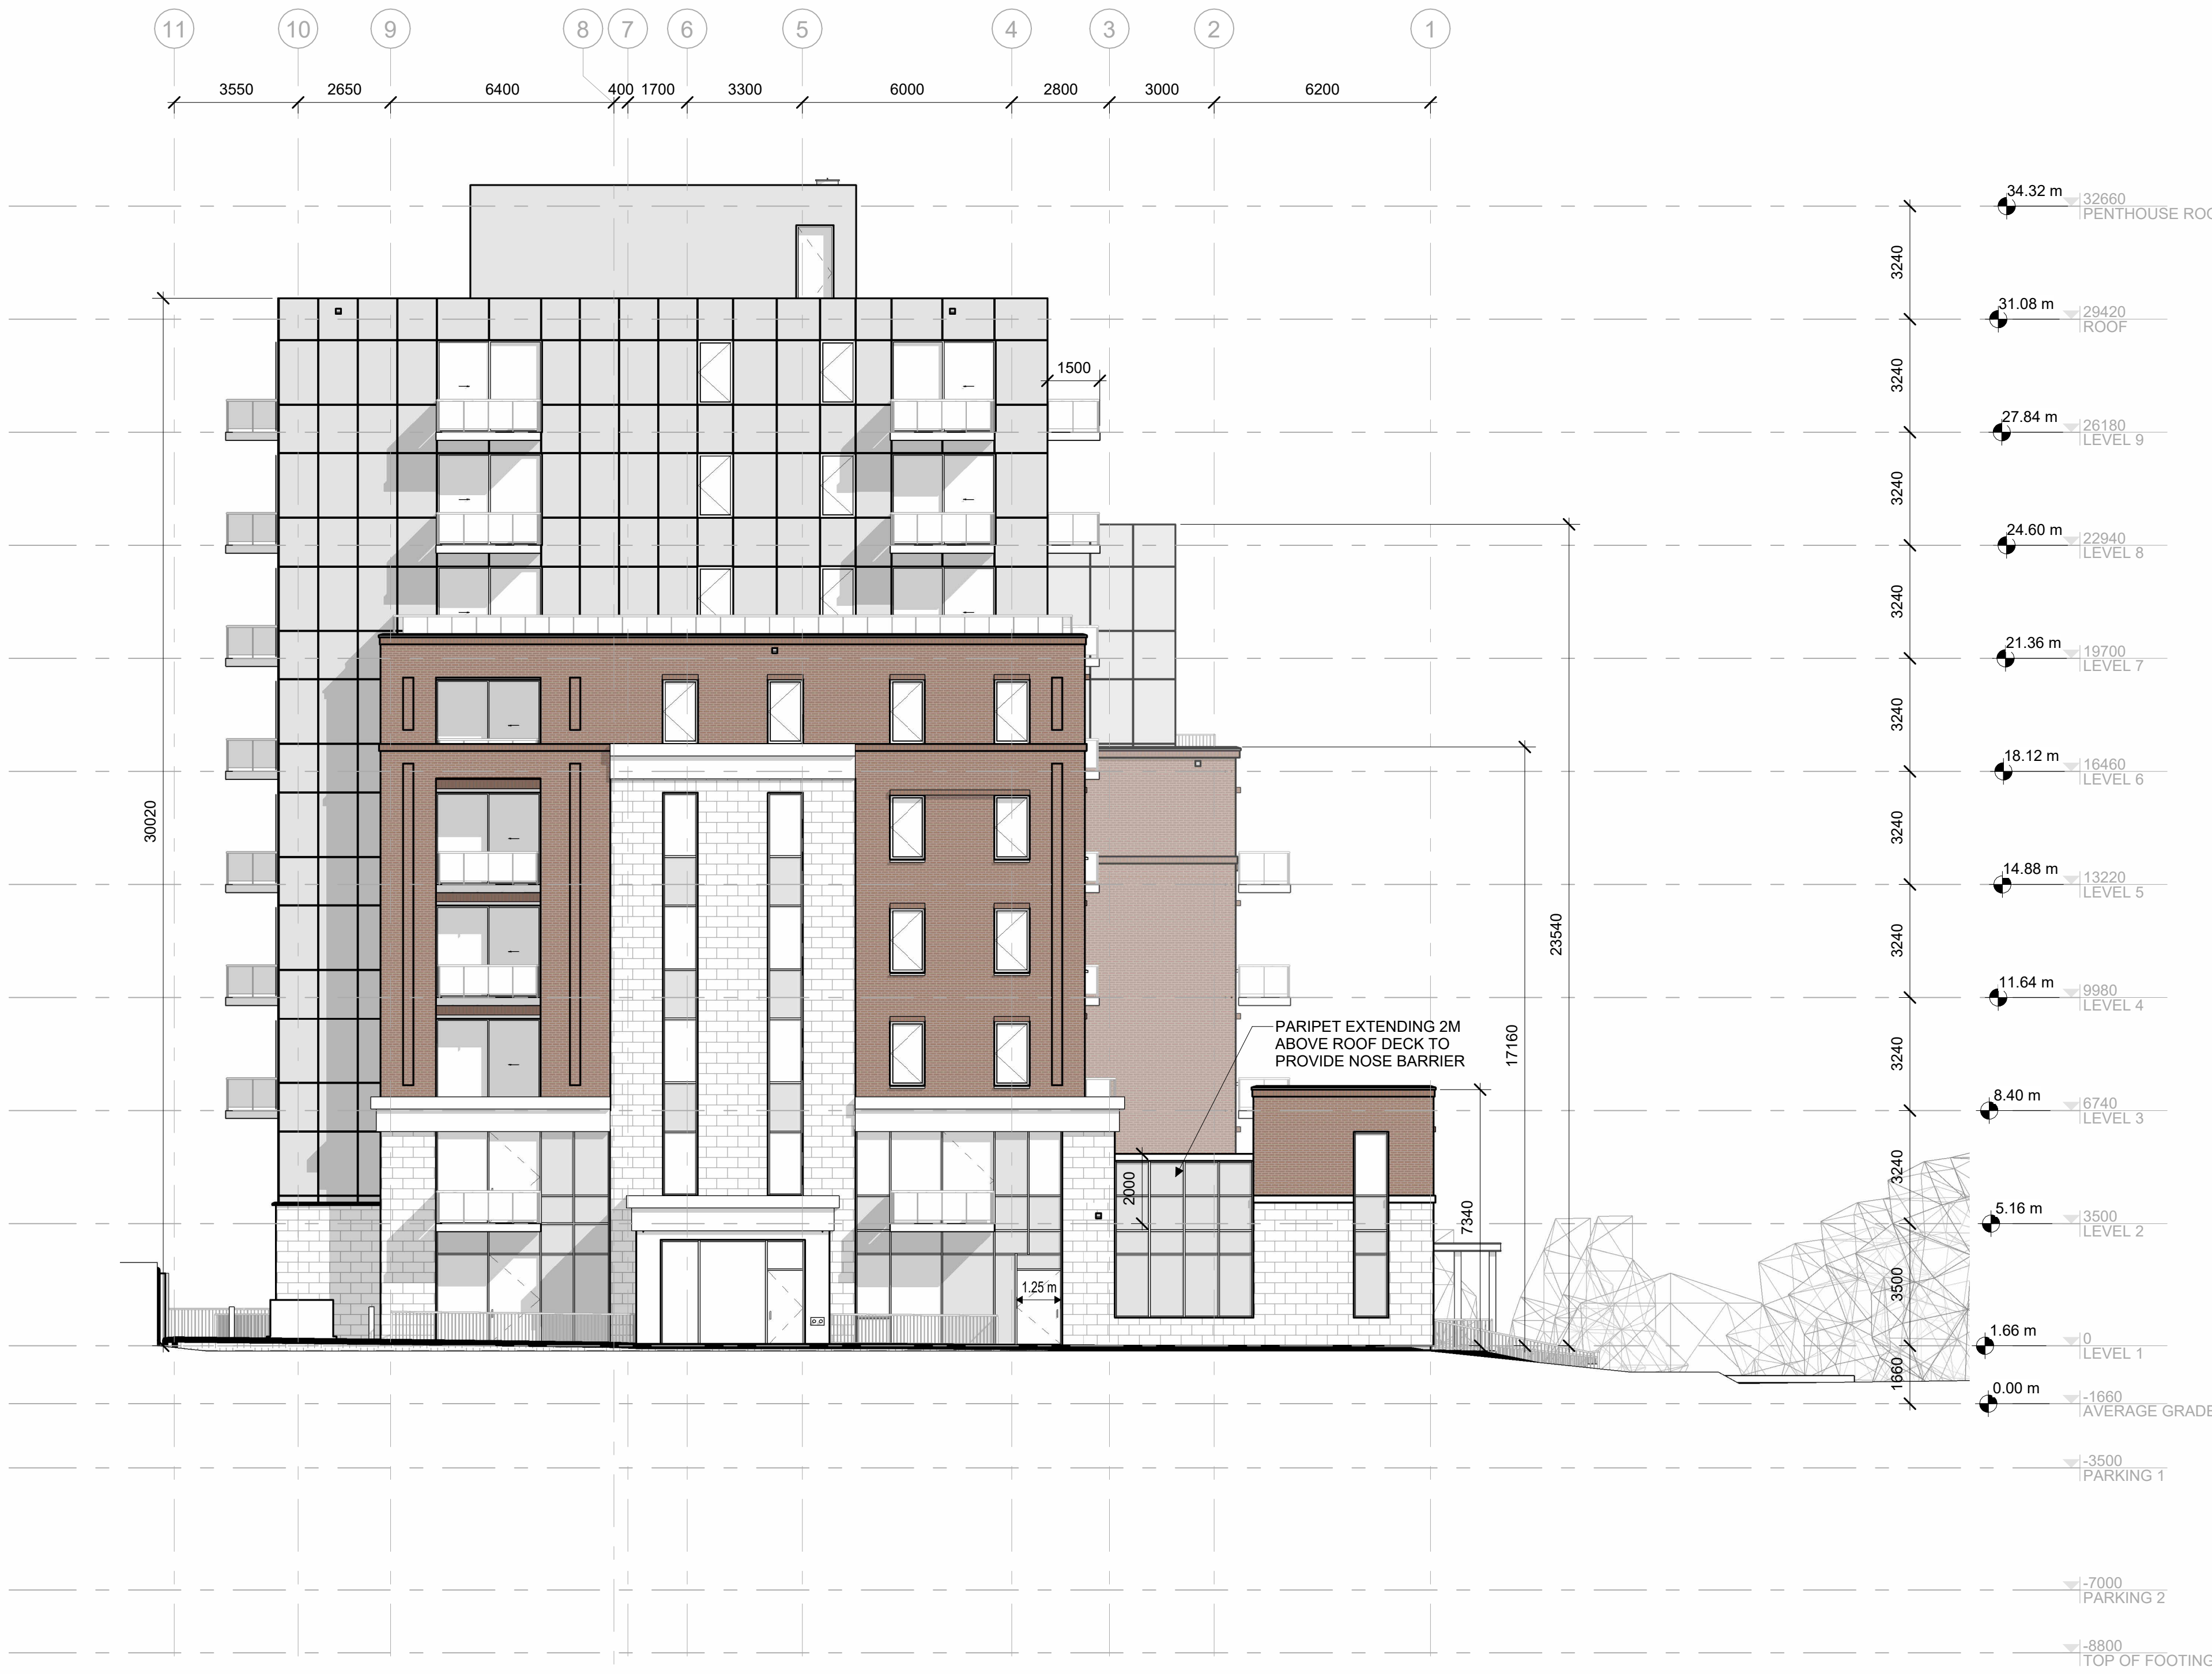 11 10 9 8 7 6 5 4 3 2 1
3550 2650 6400 400 1700 3300 6000 2800 3000 6200
34.32 m 32660
PENTHOUSE ROO
3240
31.08 m 29420
ROOF
3240
1500
27.84 m 26180
LEVEL 9
3240
24.60 m 22940
LEVEL 8
3240
21.36 m 19700
LEVEL 7
3240
18.12 m 16460
LEVEL 6
3240
30020
14.88 m 13220
LEVEL 5
23540
3240
11.64 m 9980
LEVEL 4
PARIPET EXTENDING 2M
ABOVE ROOF DECK TO
PROVIDE NOSE BARRIER
17160
3240
8.40 m 6740
LEVEL 3
2000
3240
7340
5.16 m 3500
LEVEL 2
1.25 m
3500
1.66 m 0
LEVEL 1
1660
0.00 m -1660
AVERAGE GRADE
-3500
PARKING 1
-7000
PARKING 2
-8800
TOP OF FOOTING